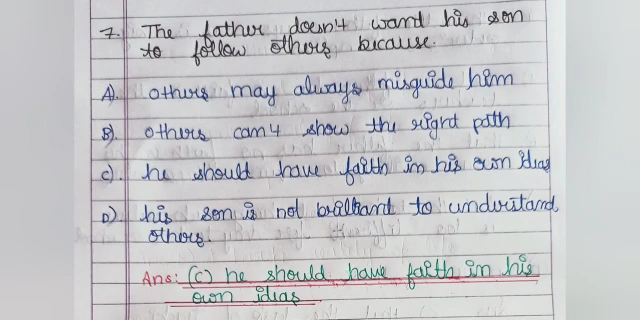 7. The father doesn't want his son
to follow others, because.
A). others may always misguide him
B). others can't show the right path
C). he should have faith in his own ideas
D). his son is not brilliant to understand
others.
Ans: (C) he should have faith in his
own ideas